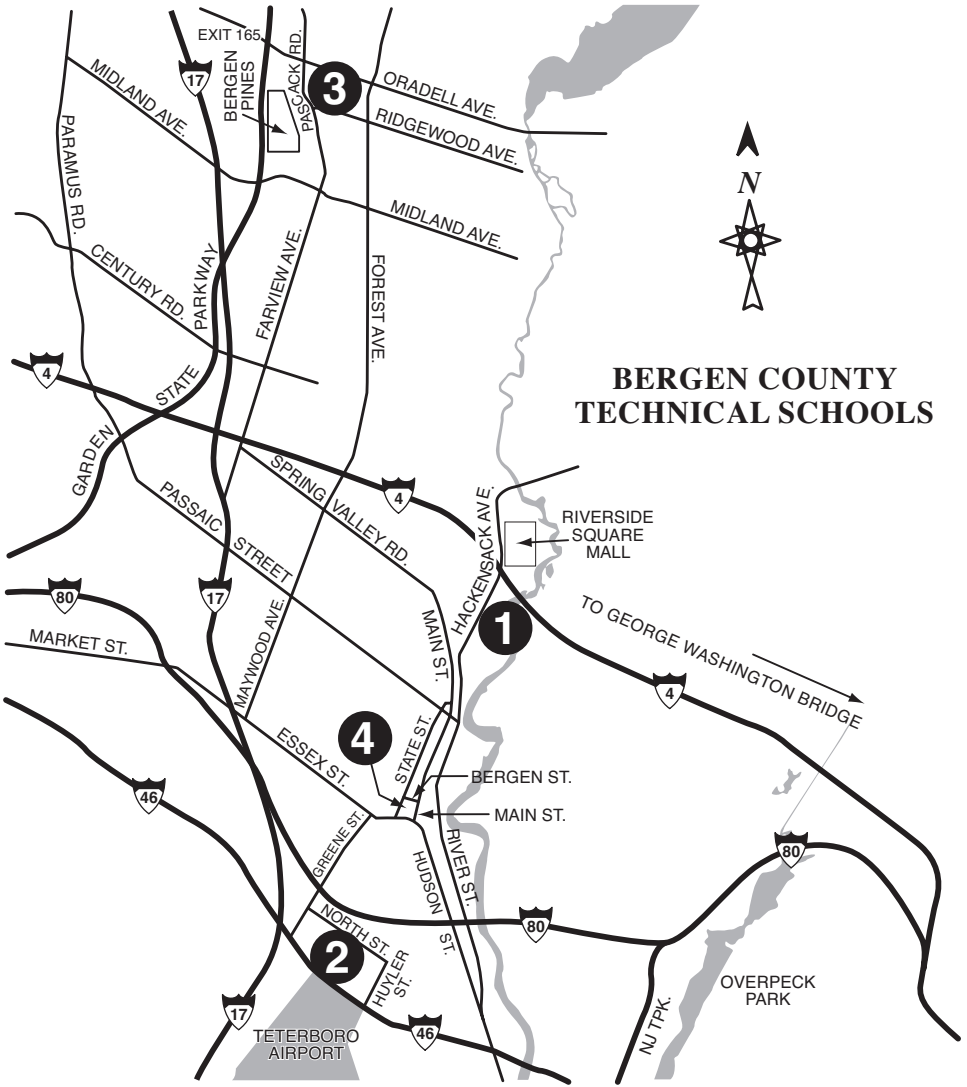 EXIT 165
17
BERGEN
PINES
PASCACK RD.
3
ORADELL AVE.
RIDGEWOOD AVE.
MIDLAND AVE.
PARAMUS RD.
MIDLAND AVE.
N
CENTURY RD.
PARKWAY
FARVIEW AVE.
FOREST AVE.
4
STATE
GARDEN
BERGEN COUNTY
TECHNICAL SCHOOLS
SPRING VALLEY RD.
4
PASSAIC STREET
HACKENSACK AVE.
RIVERSIDE
SQUARE
MALL
80
17
MARKET ST.
MAYWOOD AVE.
MAIN ST.
1
TO GEORGE WASHINGTON BRIDGE
4
ESSEX ST.
4
STATE ST.
BERGEN ST.
MAIN ST.
46
GREENE ST.
HUDSON ST.
RIVER ST.
80
80
NORTH ST.
2
HUYLER
ST.
OVERPECK
PARK
NJ TPK.
17
TETERBORO
AIRPORT
46